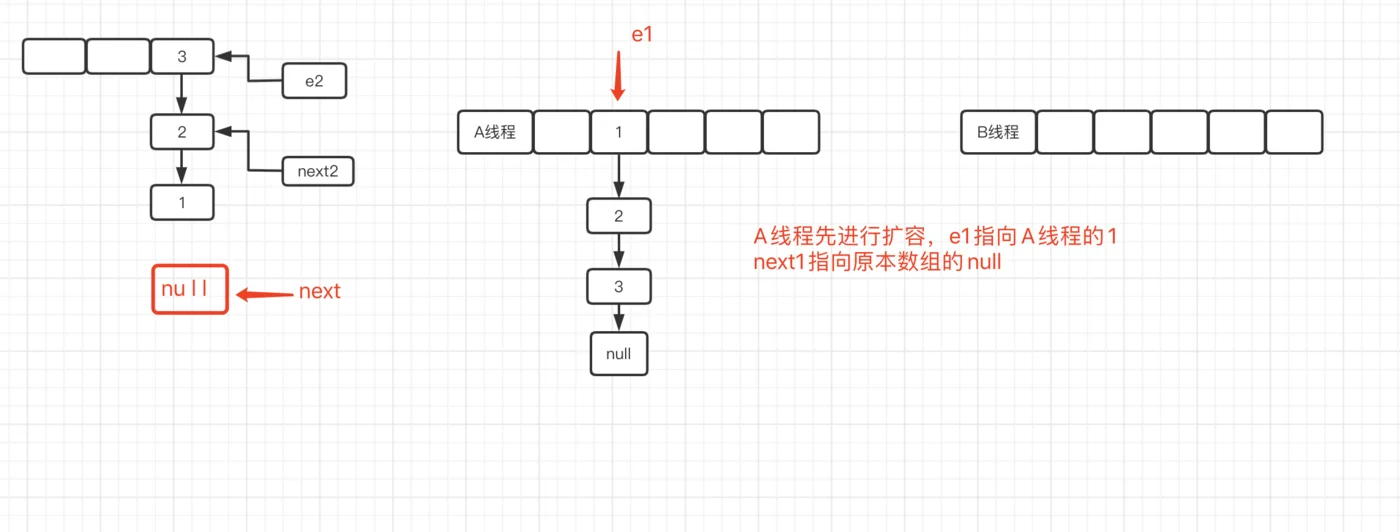 3
e2
2
next2
1
null
next
e1
A线程
1
2
3
null
B线程
A线程先进行扩容，e1指向A线程的1
next1指向原本数组的null